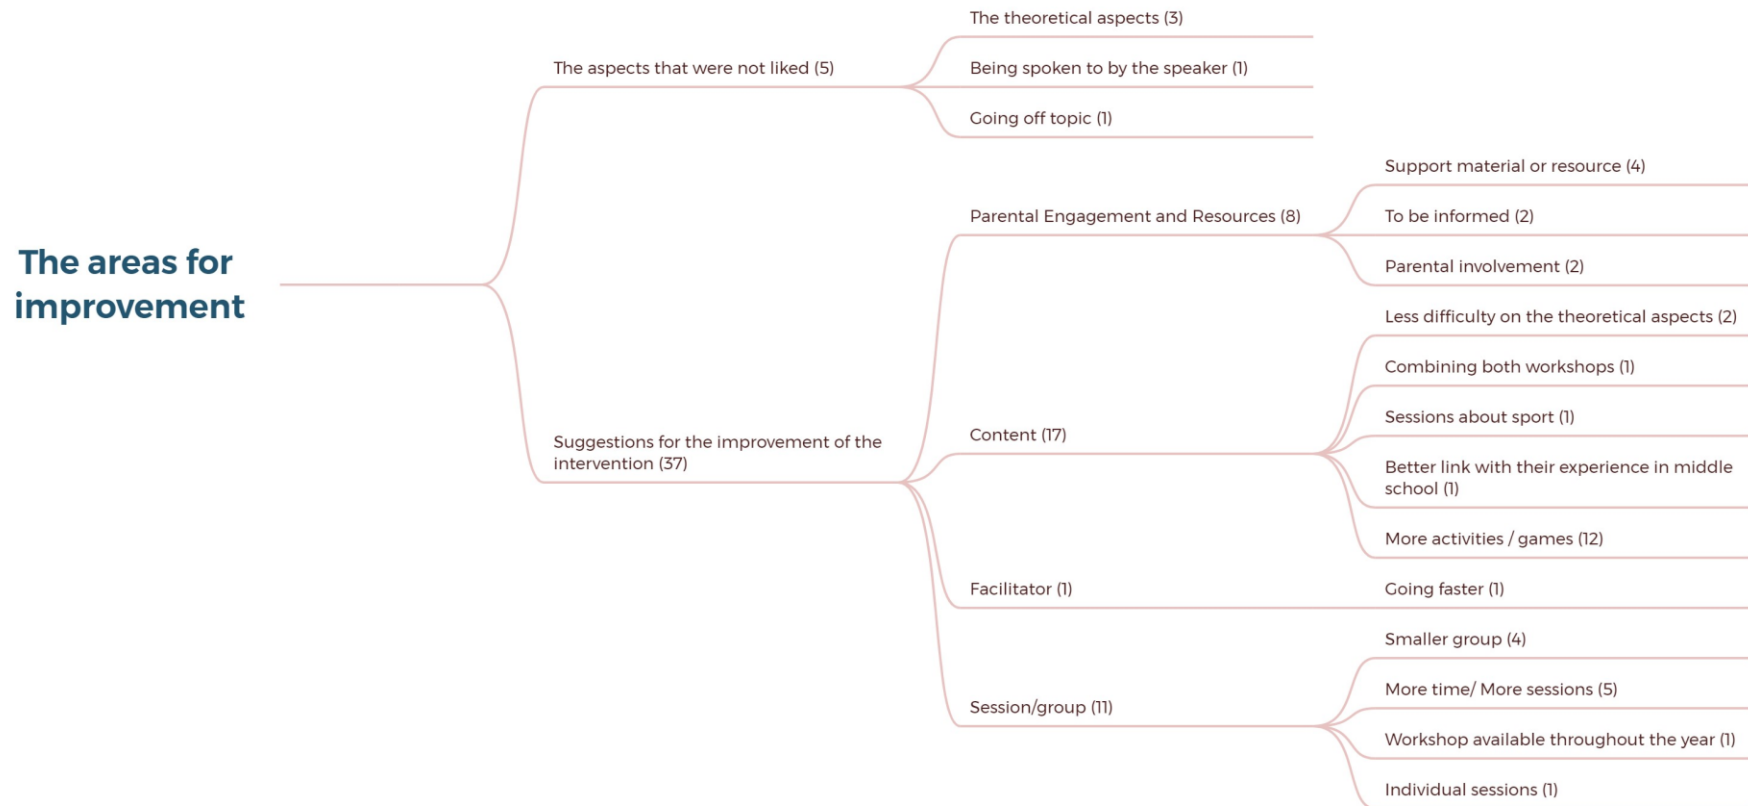 The areas for
improvement
The aspects that were not liked (5)
The theoretical aspects (3)
Being spoken to by the speaker (1)
Going off topic (1)
Suggestions for the improvement of the
intervention (37)
Parental Engagement and Resources (8)
Support material or resource (4)
To be informed (2)
Parental involvement (2)
Content (17)
Less difficulty on the theoretical aspects (2)
Combining both workshops (1)
Sessions about sport (1)
Better link with their experience in middle
school (1)
More activities / games (12)
Facilitator (1)
Going faster (1)
Session/group (11)
Smaller group (4)
More time/ More sessions (5)
Workshop available throughout the year (1)
Individual sessions (1)